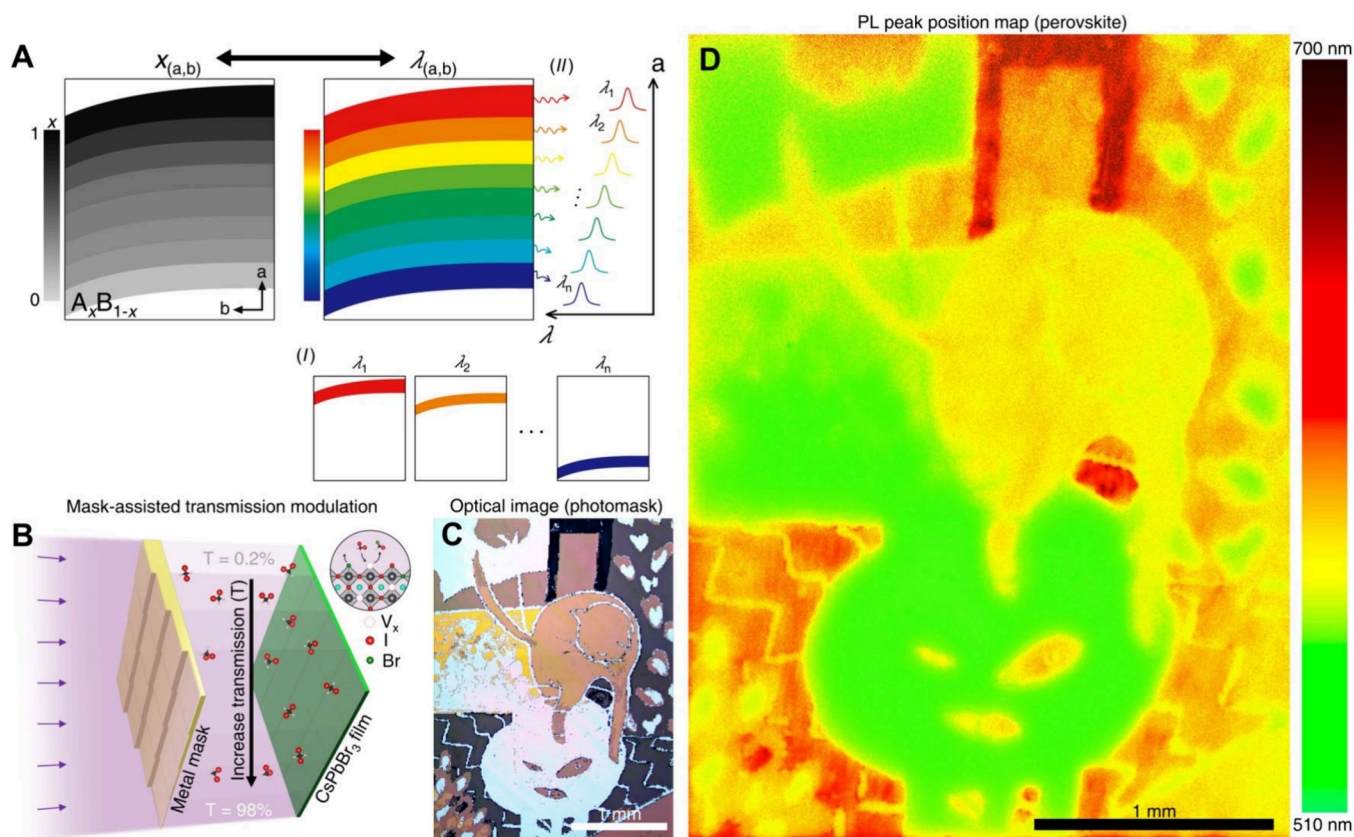 A
x(a,b)
λ(a,b)
(II)
a
x
1
0
AxB1-x
a
b
λ1
λ2
⋮
λn
λ
(I)
λ1
λ2
...
λn
B
Mask-assisted transmission modulation
T = 0.2%
Increase transmission (T)
T = 98%
Metal mask
CsPbBr3 film
Vx
I
Br
C
Optical image (photomask)
1 mm
D
PL peak position map (perovskite)
700 nm
510 nm
1 mm